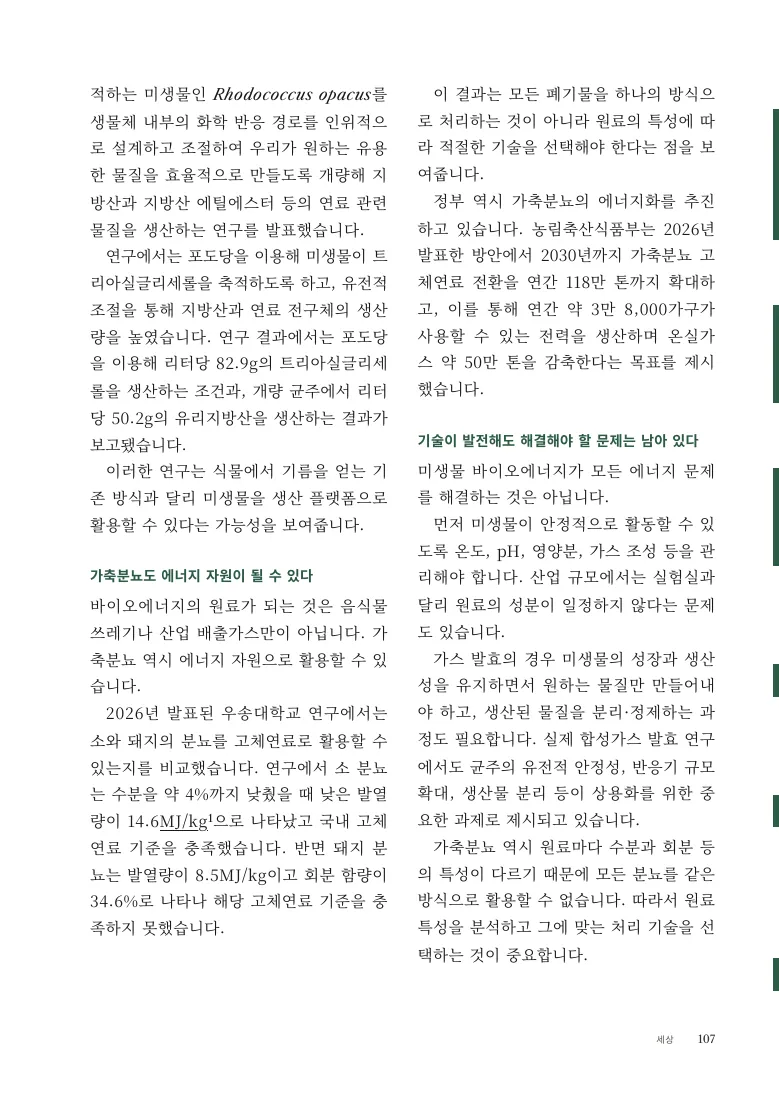 적하는 미생물인 Rhodococcus opacus를
생물체 내부의 화학 반응 경로를 인위적으
로 설계하고 조절하여 우리가 원하는 유용
한 물질을 효율적으로 만들도록 개량해 지
방산과 지방산 에틸에스터 등의 연료 관련
물질을 생산하는 연구를 발표했습니다.
연구에서는 포도당을 이용해 미생물이 트
리아실글리세롤을 축적하도록 하고, 유전적
조절을 통해 지방산과 연료 전구체의 생산
량을 높였습니다. 연구 결과에서는 포도당
을 이용해 리터당 82.9g의 트리아실글리세
롤을 생산하는 조건과, 개량 균주에서 리터
당 50.2g의 유리지방산을 생산하는 결과가
보고됐습니다.
이러한 연구는 식물에서 기름을 얻는 기
존 방식과 달리 미생물을 생산 플랫폼으로
활용할 수 있다는 가능성을 보여줍니다.
가축분뇨도 에너지 자원이 될 수 있다
바이오에너지의 원료가 되는 것은 음식물
쓰레기나 산업 배출가스만이 아닙니다. 가
축분뇨 역시 에너지 자원으로 활용할 수 있
습니다.
2026년 발표된 우송대학교 연구에서는
소와 돼지의 분뇨를 고체연료로 활용할 수
있는지를 비교했습니다. 연구에서 소 분뇨
는 수분을 약 4%까지 낮췄을 때 낮은 발열
량이 14.6MJ/kg¹으로 나타났고 국내 고체
연료 기준을 충족했습니다. 반면 돼지 분
뇨는 발열량이 8.5MJ/kg이고 회분 함량이
34.6%로 나타나 해당 고체연료 기준을 충
족하지 못했습니다.
이 결과는 모든 폐기물을 하나의 방식으
로 처리하는 것이 아니라 원료의 특성에 따
라 적절한 기술을 선택해야 한다는 점을 보
여줍니다.
정부 역시 가축분뇨의 에너지화를 추진
하고 있습니다. 농림축산식품부는 2026년
발표한 방안에서 2030년까지 가축분뇨 고
체연료 전환을 연간 118만 톤까지 확대하
고, 이를 통해 연간 약 3만 8,000가구가
사용할 수 있는 전력을 생산하며 온실가
스 약 50만 톤을 감축한다는 목표를 제시
했습니다.
기술이 발전해도 해결해야 할 문제는 남아 있다
미생물 바이오에너지가 모든 에너지 문제
를 해결하는 것은 아닙니다.
먼저 미생물이 안정적으로 활동할 수 있
도록 온도, pH, 영양분, 가스 조성 등을 관
리해야 합니다. 산업 규모에서는 실험실과
달리 원료의 성분이 일정하지 않다는 문제
도 있습니다.
가스 발효의 경우 미생물의 성장과 생산
성을 유지하면서 원하는 물질만 만들어내
야 하고, 생산된 물질을 분리·정제하는 과
정도 필요합니다. 실제 합성가스 발효 연구
에서도 균주의 유전적 안정성, 반응기 규모
확대, 생산물 분리 등이 상용화를 위한 중
요한 과제로 제시되고 있습니다.
가축분뇨 역시 원료마다 수분과 회분 등
의 특성이 다르기 때문에 모든 분뇨를 같은
방식으로 활용할 수 없습니다. 따라서 원료
특성을 분석하고 그에 맞는 처리 기술을 선
택하는 것이 중요합니다.
세상 107